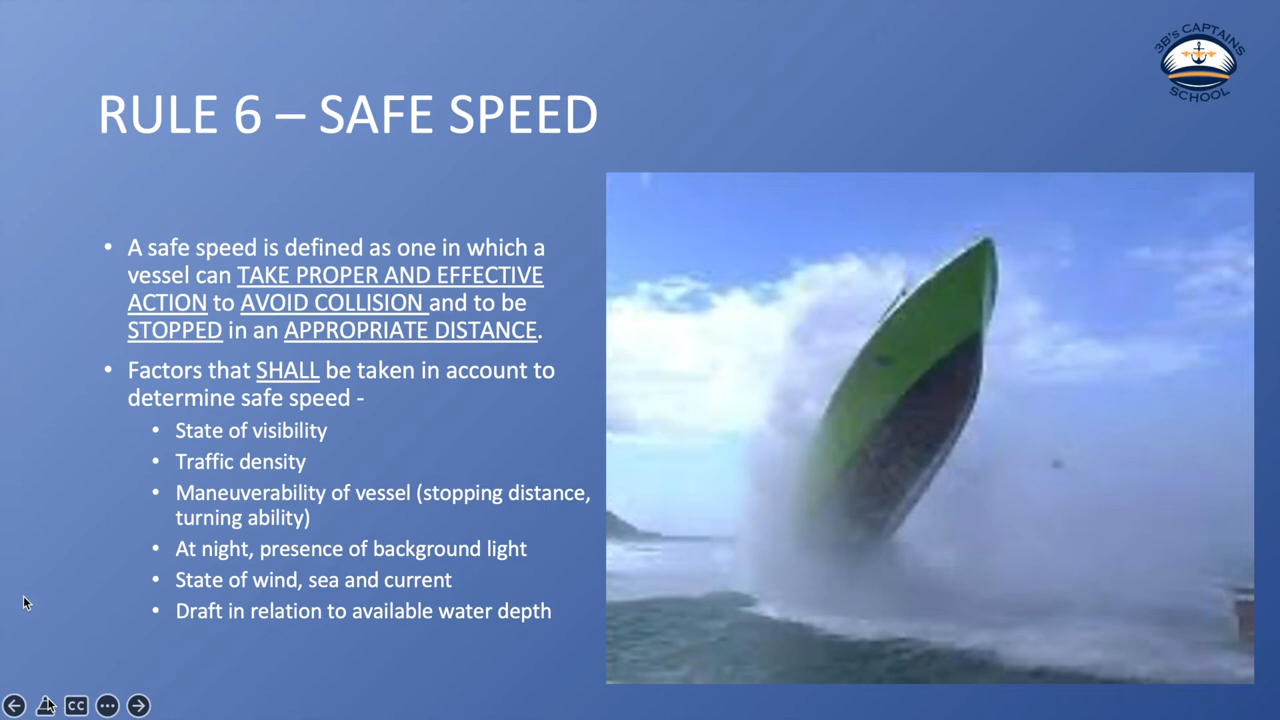 3B's CAPTAINS
SCHOOL
RULE 6 – SAFE SPEED
• A safe speed is defined as one in which a
vessel can TAKE PROPER AND EFFECTIVE
ACTION to AVOID COLLISION and to be
STOPPED in an APPROPRIATE DISTANCE.
• Factors that SHALL be taken in account to
determine safe speed -
• State of visibility
• Traffic density
• Maneuverability of vessel (stopping distance,
turning ability)
• At night, presence of background light
• State of wind, sea and current
• Draft in relation to available water depth
CC